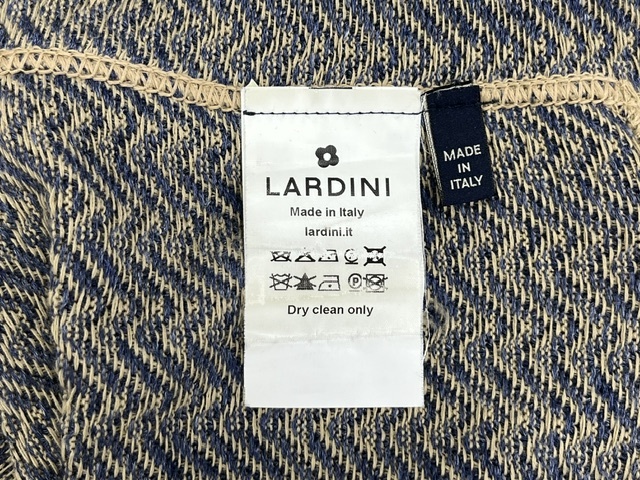 LARDINI
Made in Italy
lardini.it
P
Dry clean only
MADE
IN
ITALY